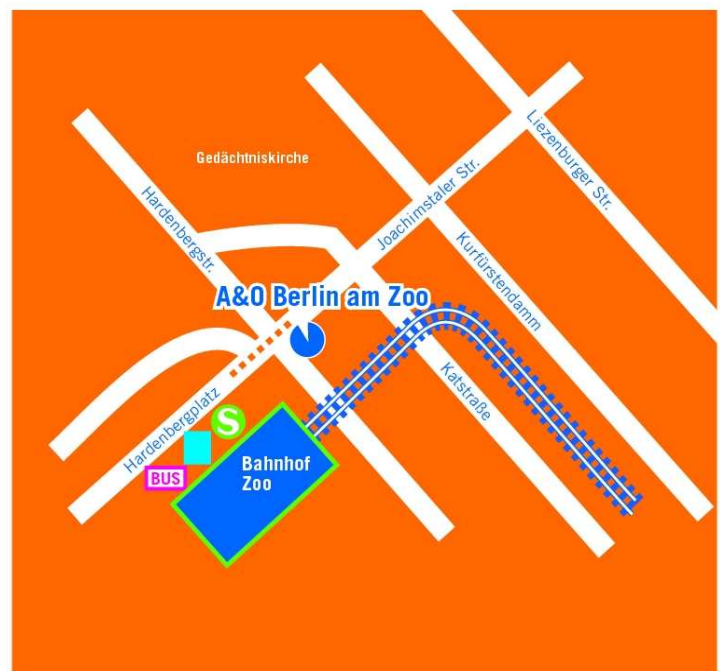 Liezenburger Str.
Gedächtniskirche
Joachimstaler Str.
Hardenbergstr.
Kurfürstendamm
A&O Berlin am Zoo
Katstraße
Hardenbergplatz
S
Bahnhof
Zoo
BUS